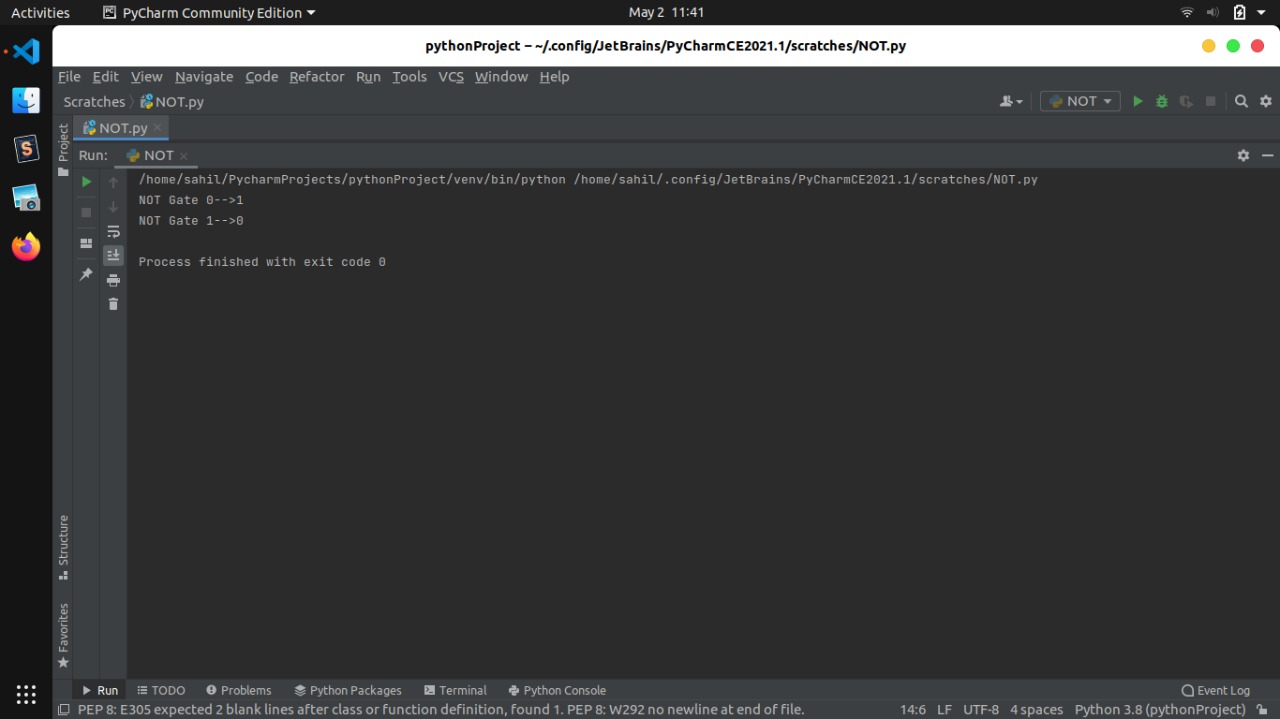 Activities PyCharm Community Edition May 2 11:41
pythonProject – ~/.config/JetBrains/PyCharmCE2021.1/scratches/NOT.py
File Edit View Navigate Code Refactor Run Tools VCS Window Help
Scratches NOT.py NOT
NOT.py
Project
Run: NOT
/home/sahil/PycharmProjects/pythonProject/venv/bin/python /home/sahil/.config/JetBrains/PyCharmCE2021.1/scratches/NOT.py
NOT Gate 0-->1
NOT Gate 1-->0
Process finished with exit code 0
Structure
Favorites
Run TODO Problems Python Packages Terminal Python Console Event Log
PEP 8: E305 expected 2 blank lines after class or function definition, found 1. PEP 8: W292 no newline at end of file. 14:6 LF UTF-8 4 spaces Python 3.8 (pythonProject)